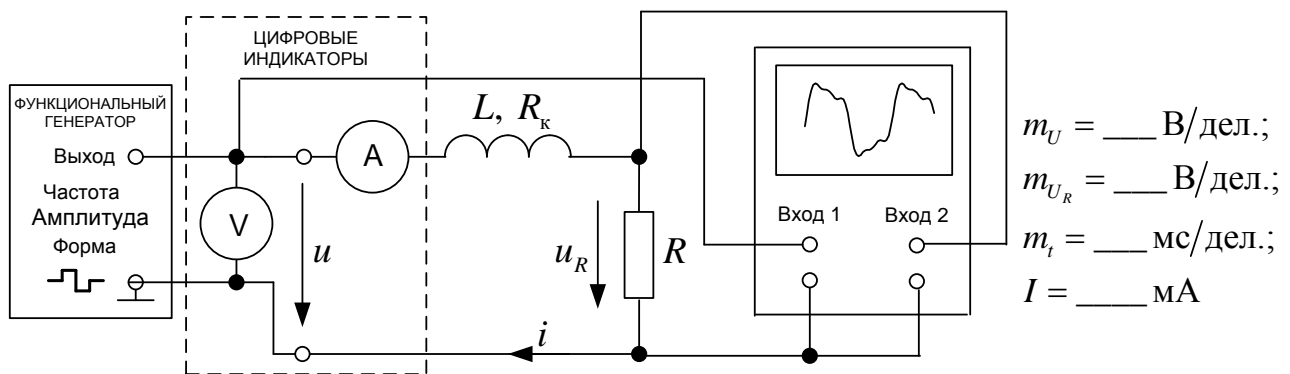 ЦИФРОВЫЕ
ИНДИКАТОРЫ
ФУНКЦИОНАЛЬНЫЙ
ГЕНЕРАТОР
Выход
Частота
Амплитуда
Форма
V
A
u
L, Rк
uR
R
i
Вход 1
Вход 2
mU = ___ В/дел.;
mUR = ___ В/дел.;
mt = ___ мс/дел.;
I = ____ мА